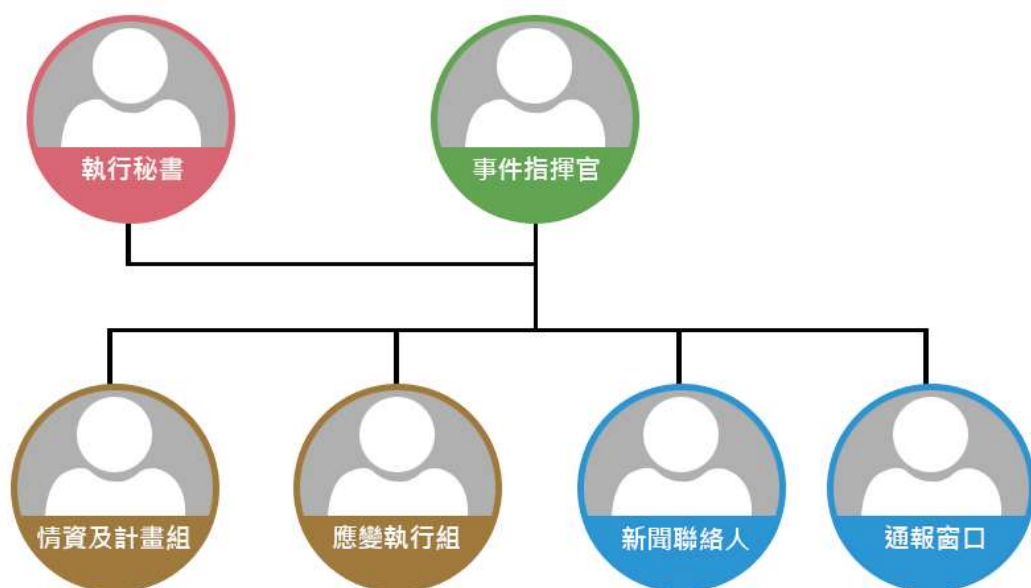 執行秘書
事件指揮官
情資及計畫組
應變執行組
新聞聯絡人
通報窗口